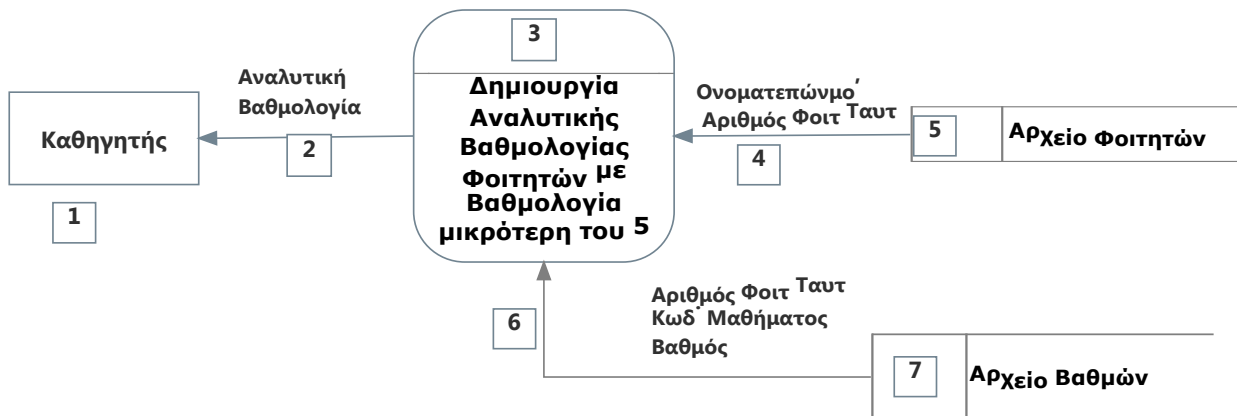 3
Αναλυτική
Βαθμολογία
Καθηγητής
2
1
Δημιουργία
Αναλυτικής
Βαθμολογίας
Φοιτητών με
Βαθμολογία
μικρότερη του 5
Ονοματεπώνμο'
Αριθμός Φοιτ Ταυτ
4
5
Αρχείο Φοιτητών
6
Αριθμός Φοιτ Ταυτ
Κωδ˙ Μαθήματος
Βαθμός
7
Αρχείο Βαθμών